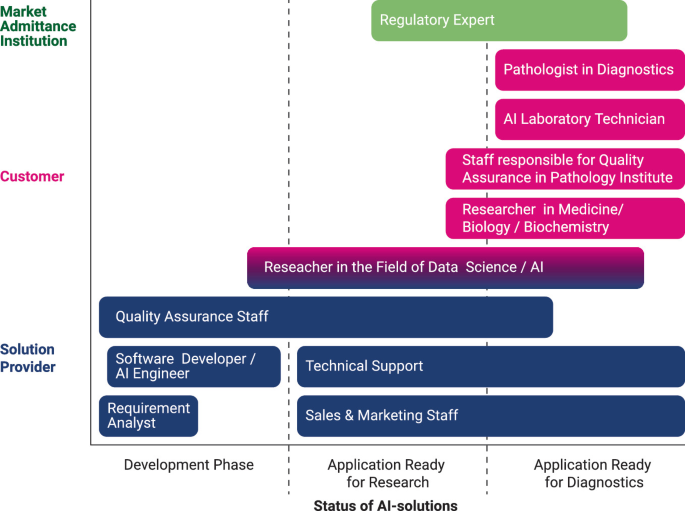 Market
Admittance
Institution
Regulatory Expert
Pathologist in Diagnostics
AI Laboratory Technician
Customer
Staff responsible for Quality
Assurance in Pathology Institute
Researcher in Medicine/
Biology / Biochemistry
Reseacher in the Field of Data Science / AI
Quality Assurance Staff
Solution
Provider
Software Developer /
AI Engineer
Technical Support
Requirement
Analyst
Sales & Marketing Staff
Development Phase
Application Ready
for Research
Application Ready
for Diagnostics
Status of AI-solutions